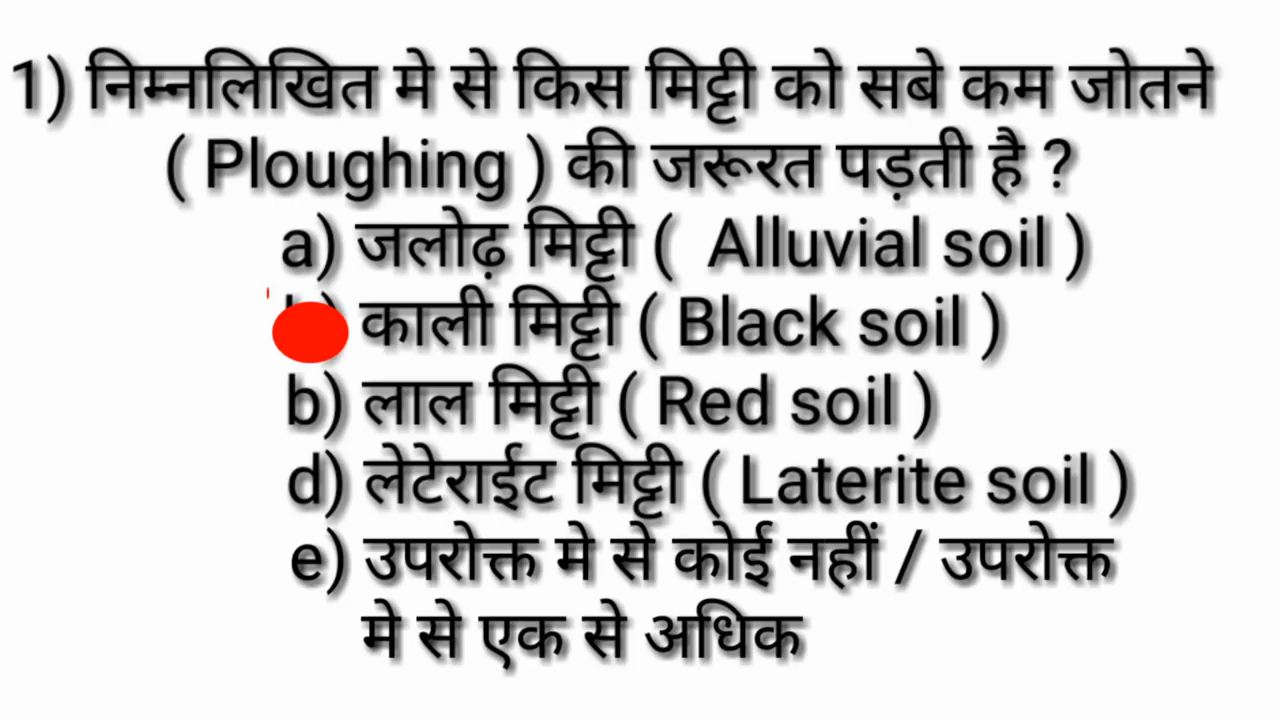 1) निम्नलिखित मे से किस मिट्टी को सबे कम जोतने
( Ploughing ) की जरूरत पड़ती है ?
a) जलोढ़ मिट्टी ( Alluvial soil )
काली मिट्टी ( Black soil )
b) लाल मिट्टी ( Red soil )
d) लेटेराईट मिट्टी ( Laterite soil )
e) उपरोक्त मे से कोई नहीं / उपरोक्त
मे से एक से अधिक